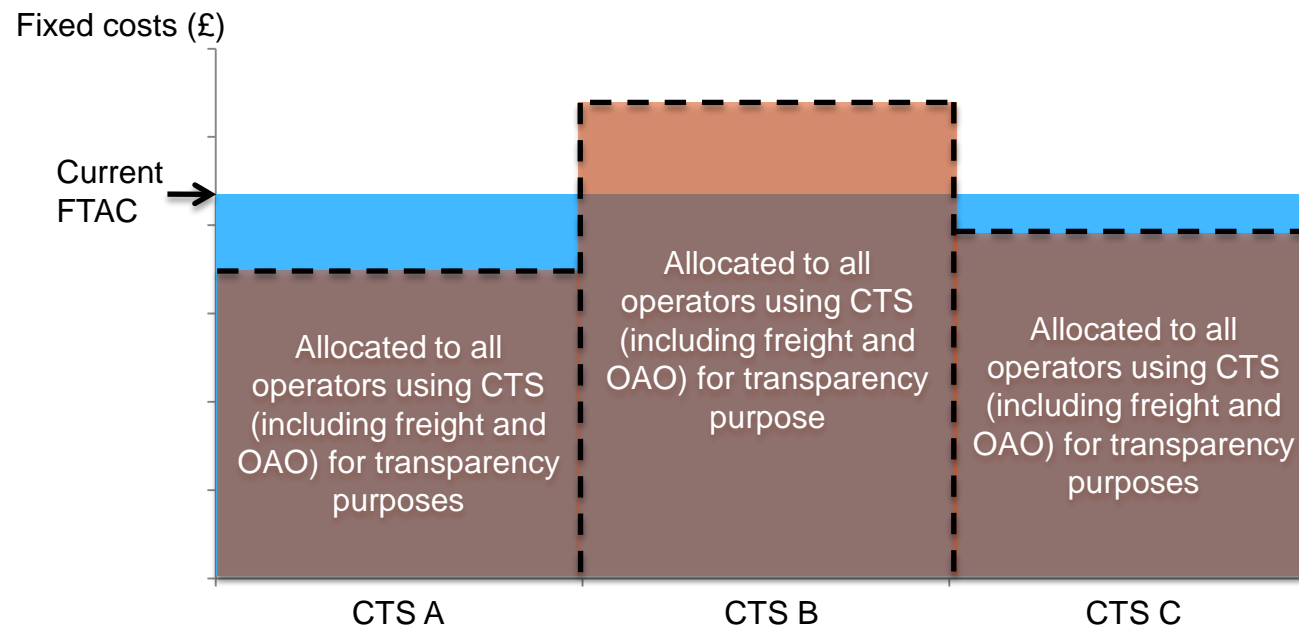 Fixed costs (£)
Current
FTAC
Allocated to all
operators using CTS
(including freight and
OAO) for transparency
purposes
Allocated to all
operators using CTS
(including freight and
OAO) for transparency
purpose
Allocated to all
operators using CTS
(including freight and
OAO) for transparency
purposes
CTS A
CTS B
CTS C